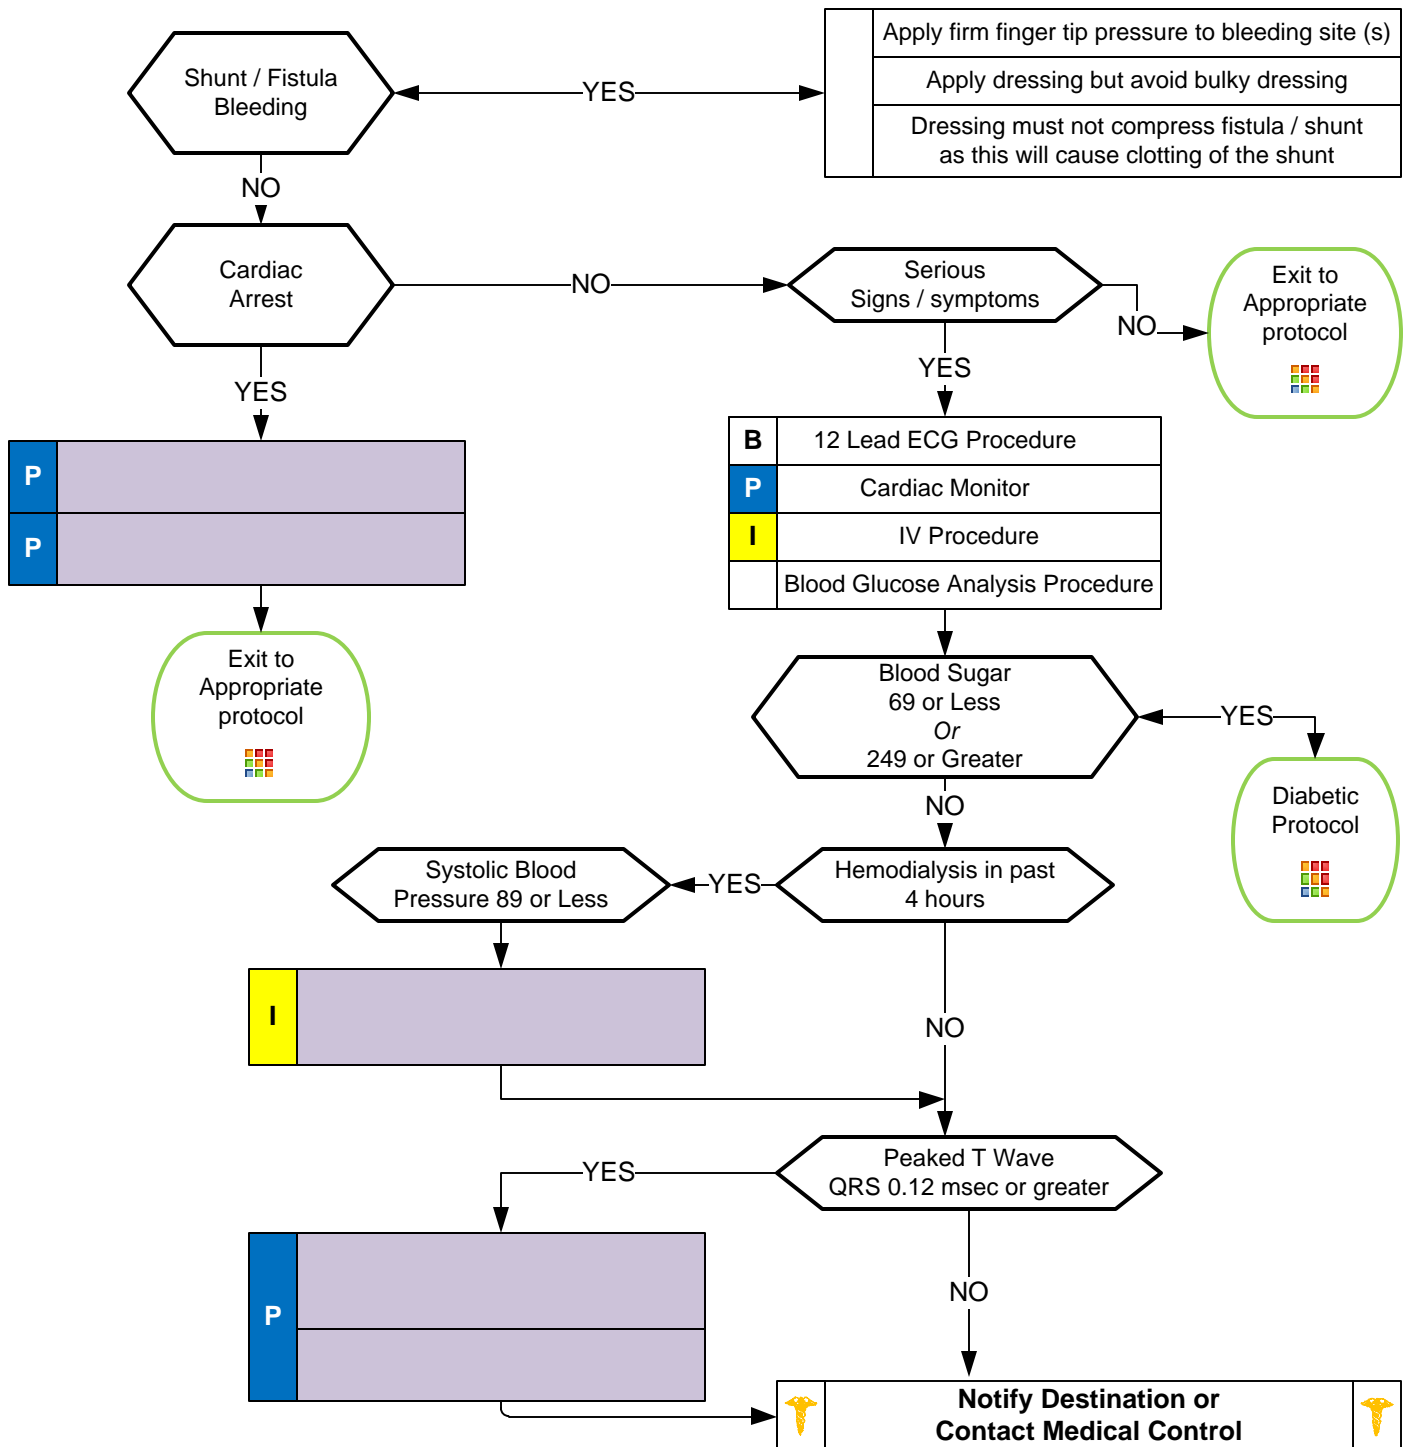 Apply firm finger tip pressure to bleeding site (s)
Shunt / Fistula
Bleeding
YES
Apply dressing but avoid bulky dressing
Dressing must not compress fistula / shunt
as this will cause clotting of the shunt
NO
Cardiac
Arrest
NO
Serious
Signs / symptoms
NO
Exit to
Appropriate
protocol
YES
YES
P
P
B
12 Lead ECG Procedure
P
Cardiac Monitor
I
IV Procedure
Blood Glucose Analysis Procedure
Exit to
Appropriate
protocol
Blood Sugar
69 or Less
Or
249 or Greater
YES
Diabetic
Protocol
NO
Systolic Blood
Pressure 89 or Less
YES
Hemodialysis in past
4 hours
I
NO
Peaked T Wave
QRS 0.12 msec or greater
YES
P
NO
Notify Destination or
Contact Medical Control